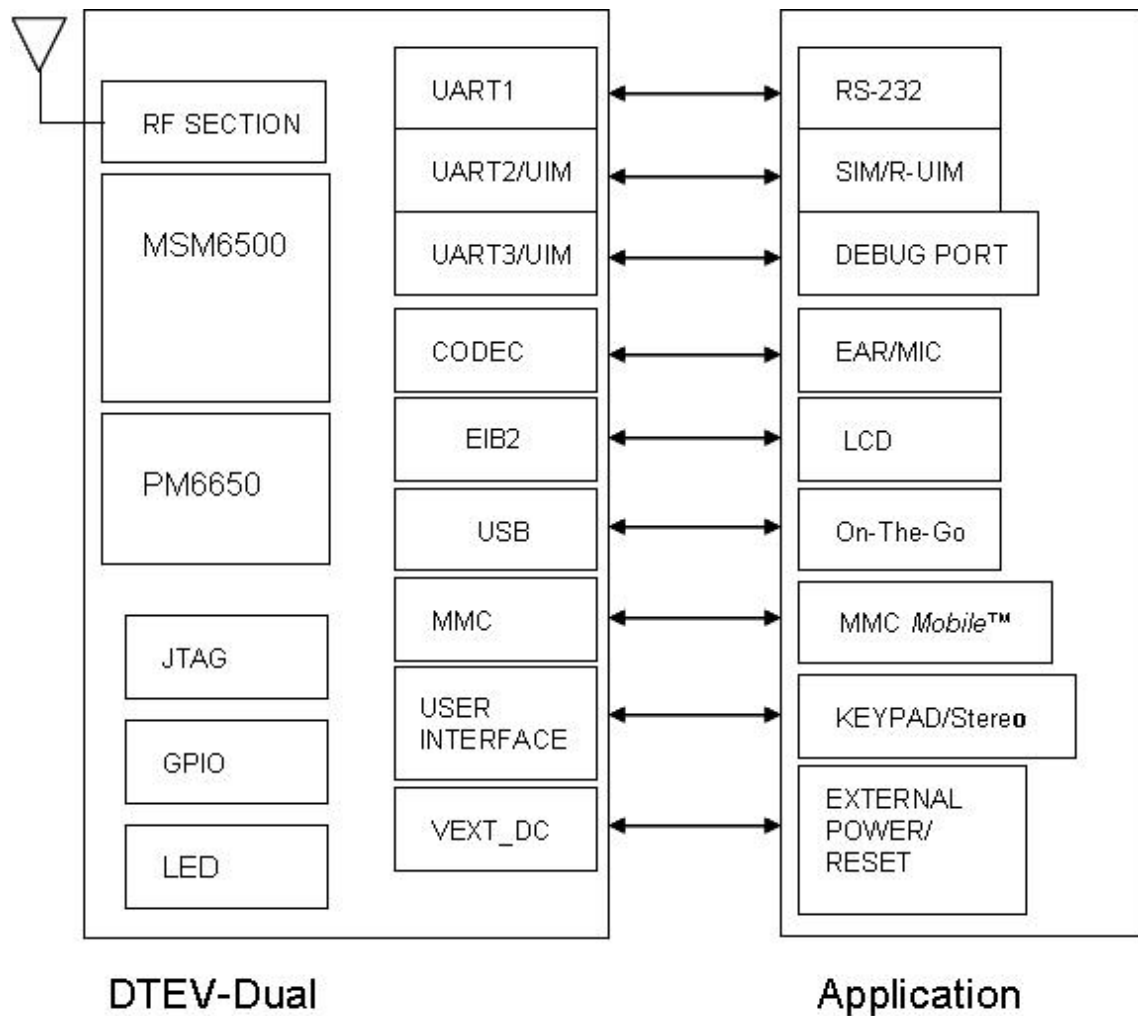 RF SECTION
MSM6500
PM6650
JTAG
GPIO
LED
UART1
UART2/UIM
UART3/UIM
CODEC
EIB2
USB
MMC
USER
INTERFACE
VEXT_DC
RS-232
SIM/R-UIM
DEBUG PORT
EAR/MIC
LCD
On-The-Go
MMC Mobile™
KEYPAD/Stereo
EXTERNAL
POWER/
RESET
DTEV-Dual
Application